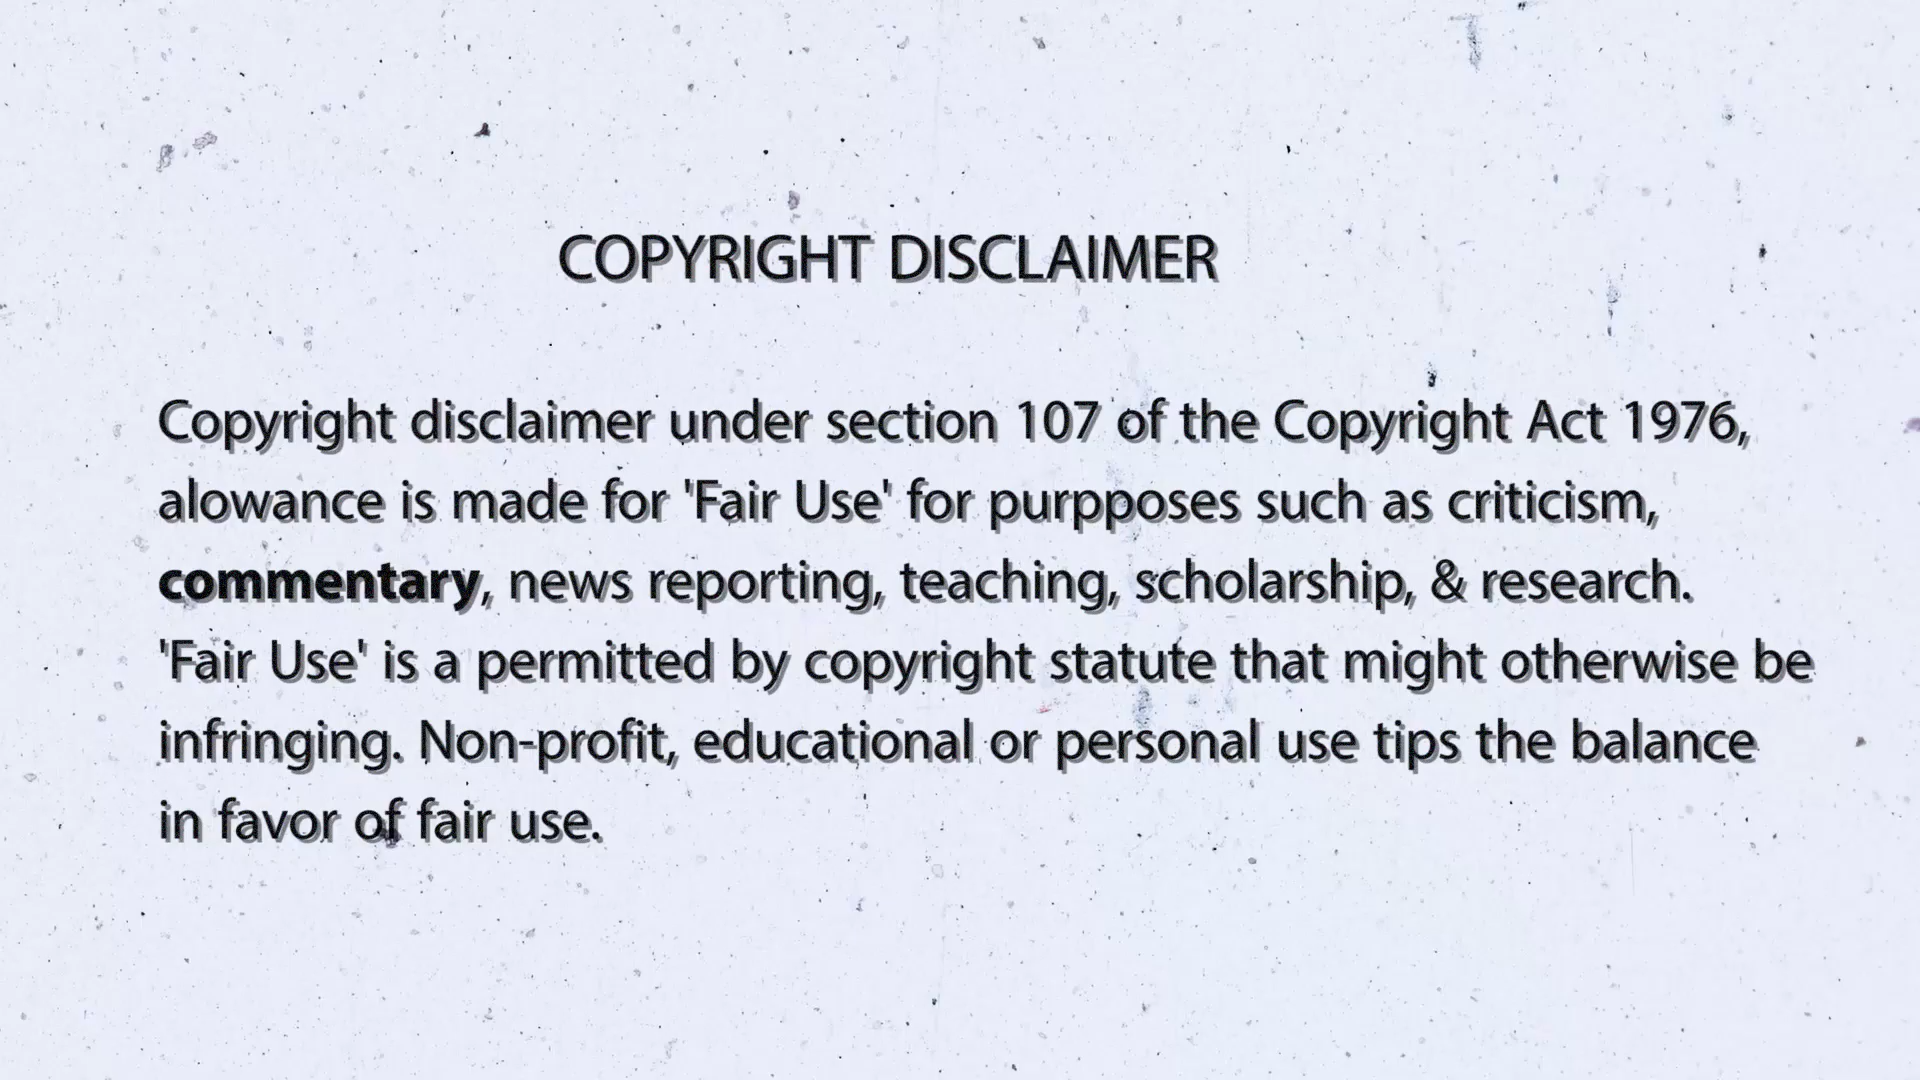 COPYRIGHT DISCLAIMER
Copyright disclaimer under section 107 of the Copyright Act 1976,
alowance is made for 'Fair Use' for purpposes such as criticism,
commentary, news reporting, teaching, scholarship, & research.
'Fair Use' is a permitted by copyright statute that might otherwise be
infringing. Non-profit, educational or personal use tips the balance
in favor of fair use.